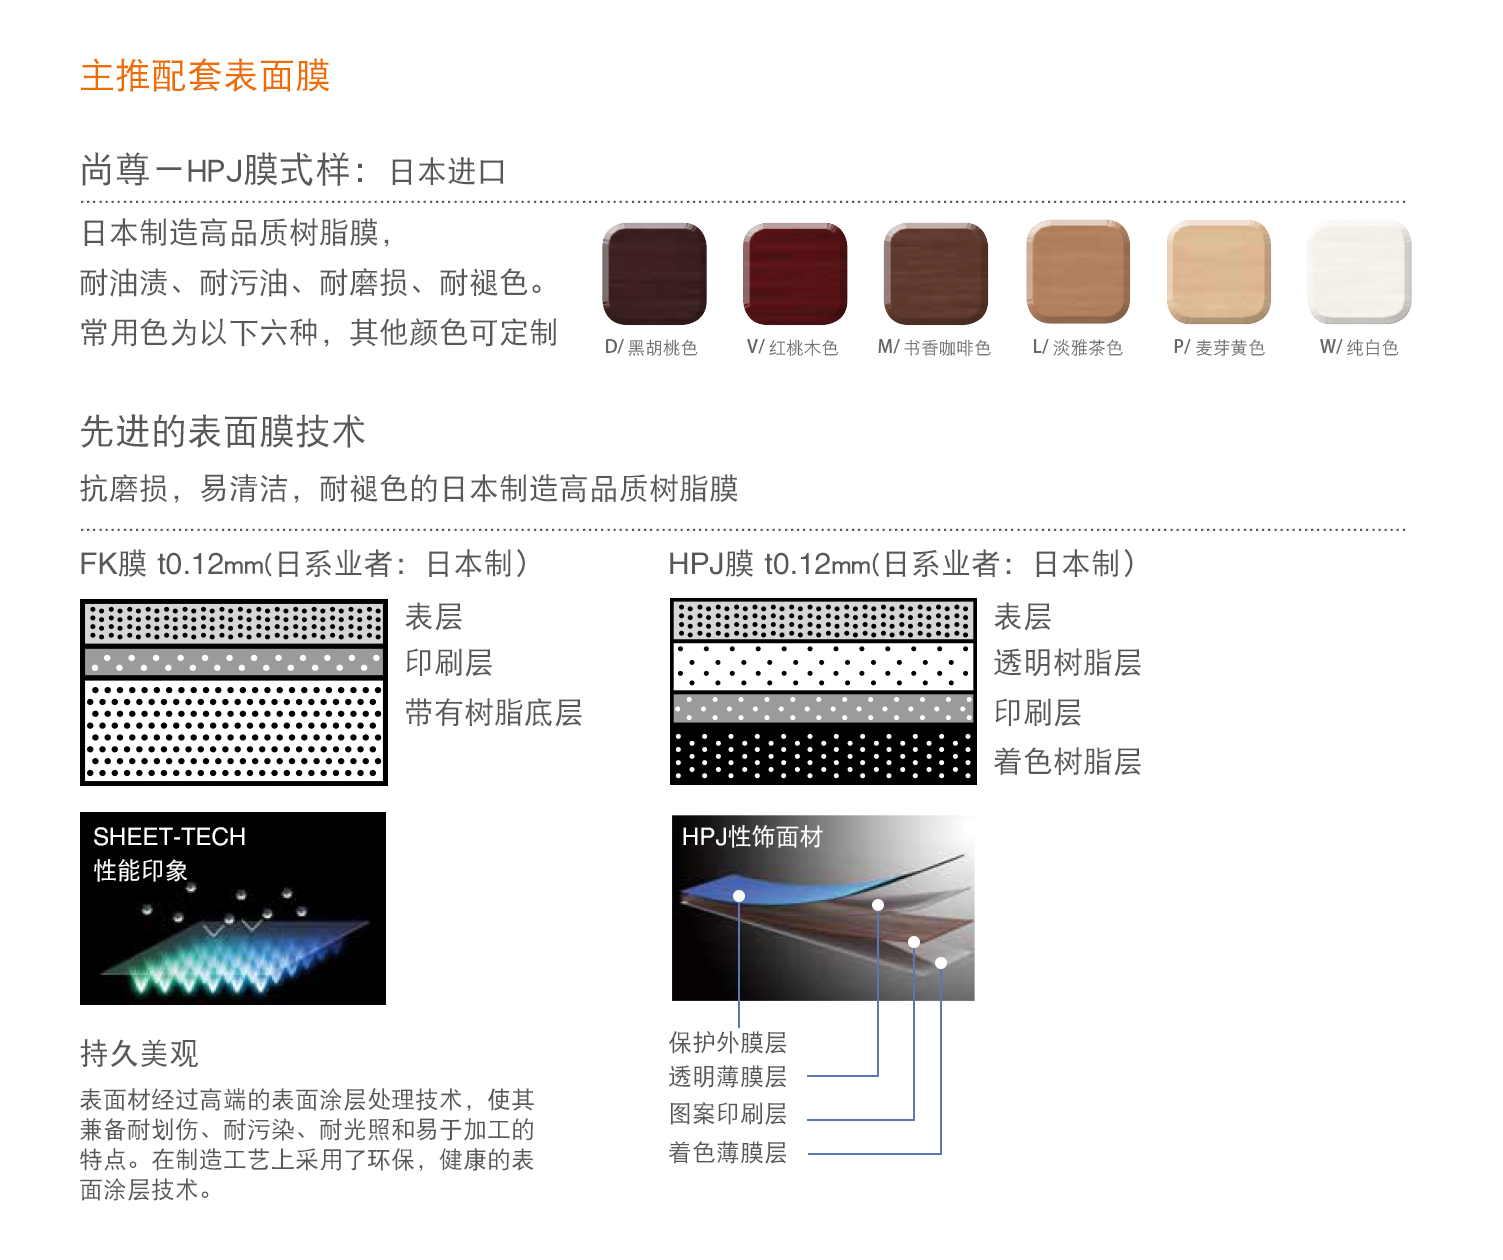 主推配套表面膜
尚尊－HPJ膜式样：日本进口
日本制造高品质树脂膜，
耐油渍、耐污油、耐磨损、耐褪色。
常用色为以下六种，其他颜色可定制
D/ 黑胡桃色
V/ 红桃木色
M/ 书香咖啡色
L/ 淡雅茶色
P/ 麦芽黄色
W/ 纯白色
先进的表面膜技术
抗磨损，易清洁，耐褪色的日本制造高品质树脂膜
FK膜 t0.12mm(日系业者：日本制）
表层
印刷层
带有树脂底层
HPJ膜 t0.12mm(日系业者：日本制）
表层
透明树脂层
印刷层
着色树脂层
SHEET-TECH
性能印象
HPJ性饰面材
保护外膜层
透明薄膜层
图案印刷层
着色薄膜层
持久美观
表面材经过高端的表面涂层处理技术，使其
兼备耐划伤、耐污染、耐光照和易于加工的
特点。在制造工艺上采用了环保，健康的表
面涂层技术。